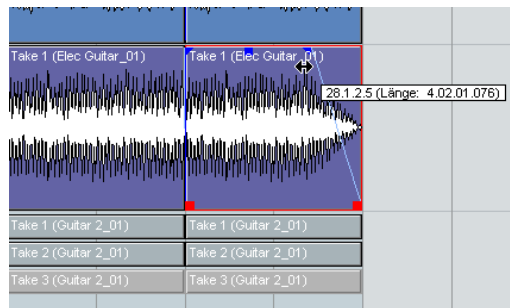 Take 1 (Elec Guitar_01) Take 1 (Elec Guitar_01)
28.1.2.5 (Länge: 4.02.01.076)
Take 1 (Guitar 2_01) Take 1 (Guitar 2_01)
Take 2 (Guitar 2_01) Take 2 (Guitar 2_01)
Take 3 (Guitar 2_01) Take 3 (Guitar 2_01)